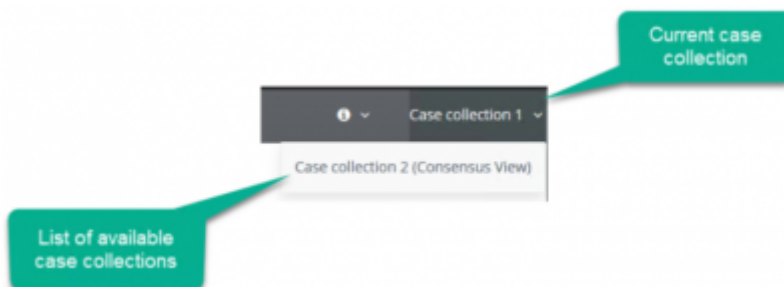 Current case
collection
Case collection 1
Case collection 2 (Consensus View)
List of available
case collections